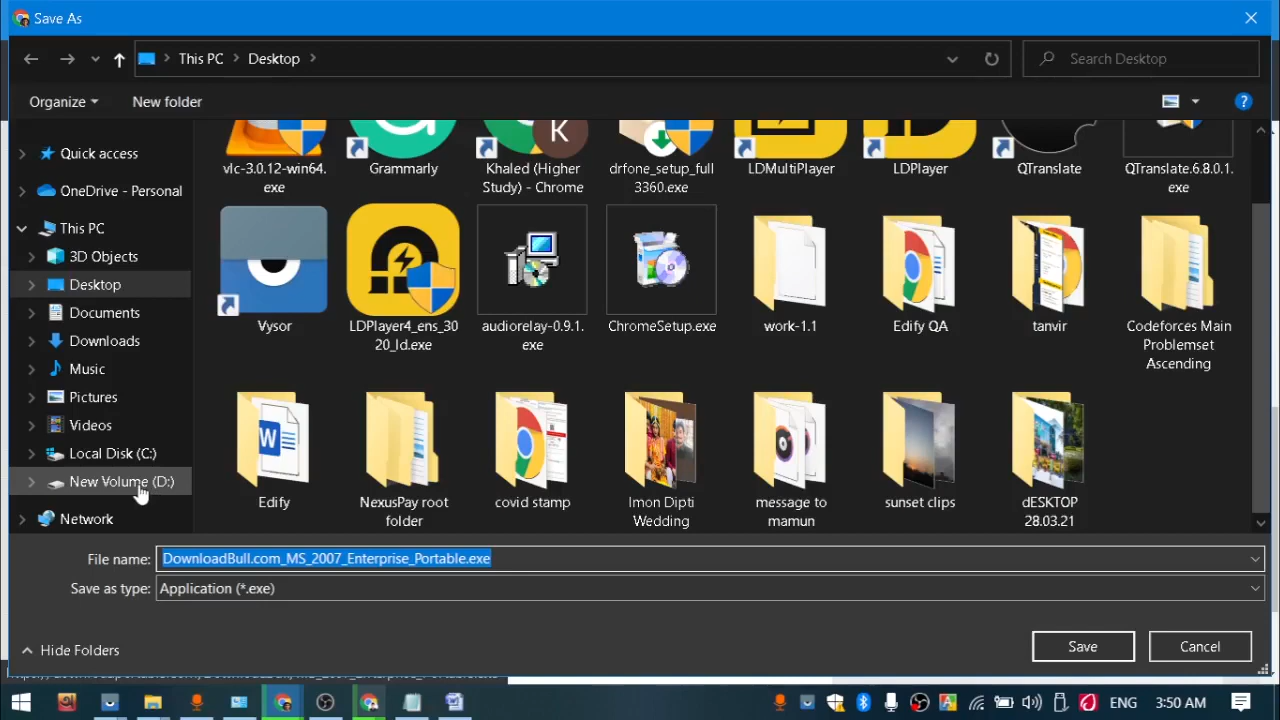 Save As
This PC
Desktop
Search Desktop
Organize
New folder
Quick access
OneDrive - Personal
This PC
3D Objects
Desktop
Documents
Downloads
Music
Pictures
Videos
Local Disk (C:)
New Volume (D:)
Network
vlc-3.0.12-win64.
exe
Grammarly
K
Khaled (Higher
Study) - Chrome
drfone_setup_full
3360.exe
LDMultiPlayer
LDPlayer
QTranslate
QTranslate.6.8.0.1.
exe
Vysor
LDPlayer4_ens_30
20_ld.exe
audiorelay-0.9.1.
exe
ChromeSetup.exe
work-1.1
Edify QA
tanvir
Codeforces Main
Problemset
Ascending
W
Edify
NexusPay root
folder
covid stamp
Imon Dipti
Wedding
message to
mamun
sunset clips
dESKTOP
28.03.21
File name:
DownloadBull.com_MS_2007_Enterprise_Portable.exe
Save as type:
Application (*.exe)
Hide Folders
Save
Cancel
ENG
3:50 AM